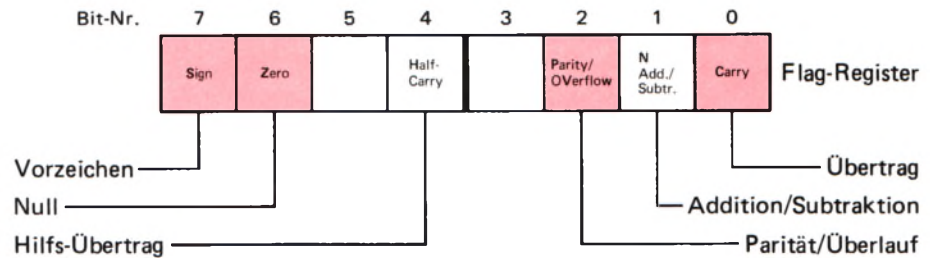 Bit-Nr. 7 6 5 4 3 2 1 0
Sign Zero Half-Carry Parity/OVerflow N Add./Subtr. Carry Flag-Register
Vorzeichen Übertrag
Null Addition/Subtraktion
Hilfs-Übertrag Parität/Überlauf